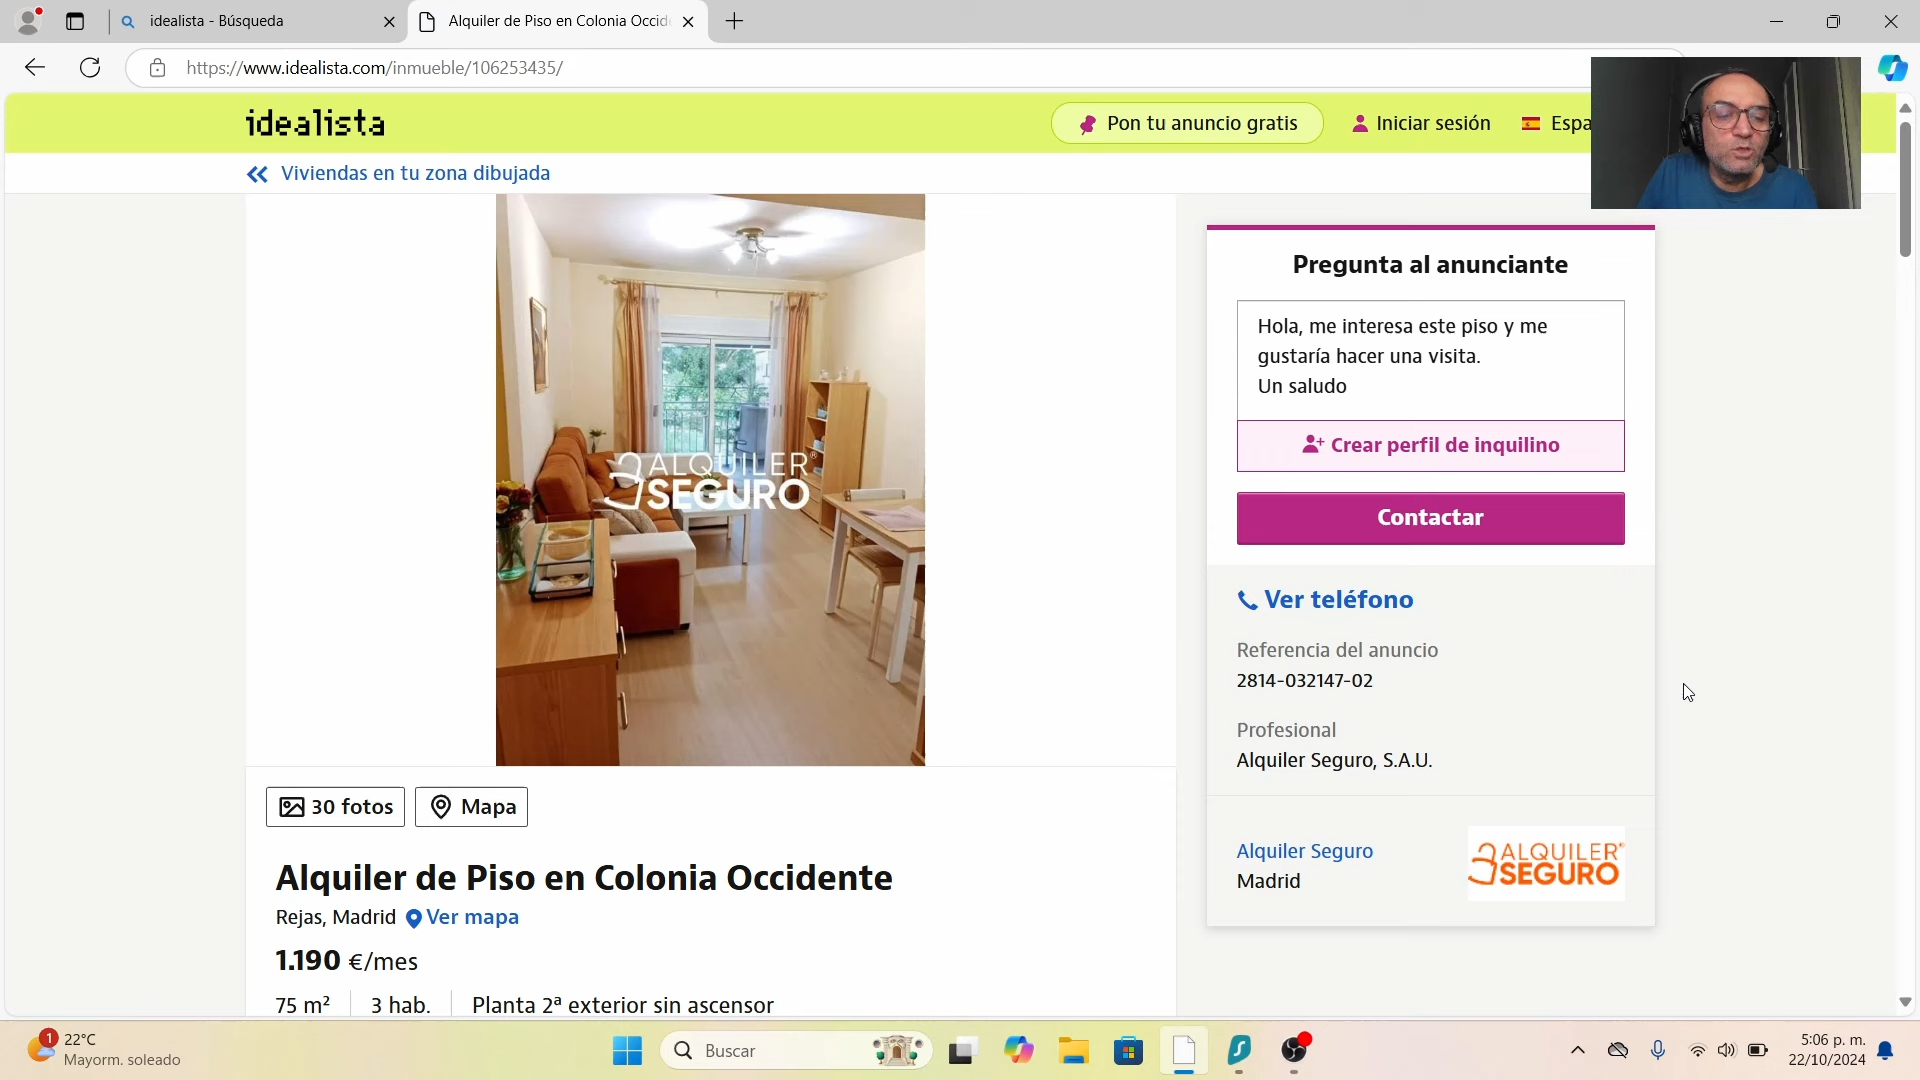 idealista - Búsqueda
Alquiler de Piso en Colonia Occide
https://www.idealista.com/inmueble/106253435/
idealista
Pon tu anuncio gratis
Iniciar sesión
Espa
Viviendas en tu zona dibujada
ALQUILER®
SEGURO
Pregunta al anunciante
Hola, me interesa este piso y me
gustaría hacer una visita.
Un saludo
Crear perfil de inquilino
Contactar
Ver teléfono
Referencia del anuncio
2814-032147-02
Profesional
Alquiler Seguro, S.A.U.
Alquiler Seguro
Madrid
ALQUILER®
SEGURO
30 fotos
Mapa
Alquiler de Piso en Colonia Occidente
Rejas, Madrid
Ver mapa
1.190 €/mes
75 m²
3 hab.
Planta 2ª exterior sin ascensor
1
22°C
Mayorm. soleado
Buscar
5:06 p. m.
22/10/2024